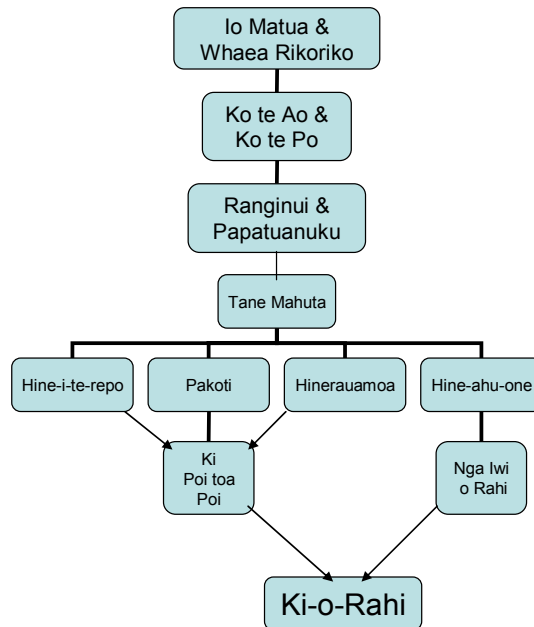 Io Matua &
Whaea Rikoriko
Ko te Ao &
Ko te Po
Ranginui &
Papatuanuku
Tane Mahuta
Hine-i-te-repo
Pakoti
Hinerauamoa
Hine-ahu-one
Ki
Poi toa
Poi
Nga Iwi
o Rahi
Ki-o-Rahi